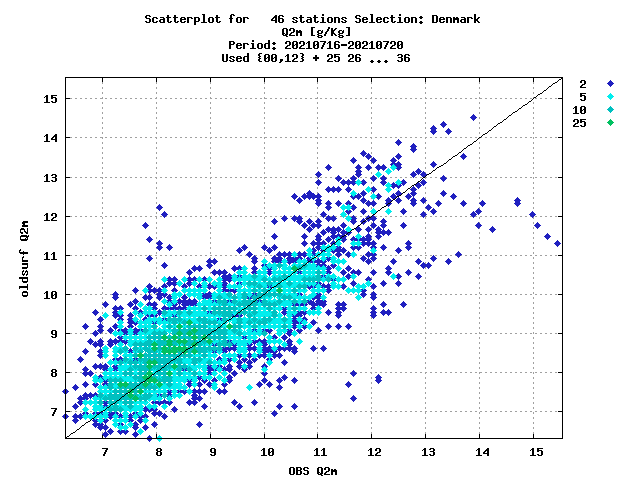 Scatterplot for   46 stations Selection: Denmark
Q2m [g/Kg]
Period: 20210716-20210720
Used {00,12} + 25 26 ... 36
2
5
10
25
oldsurf Q2m
15
14
13
12
11
10
9
8
7
7 8 9 10 11 12 13 14 15
OBS Q2m